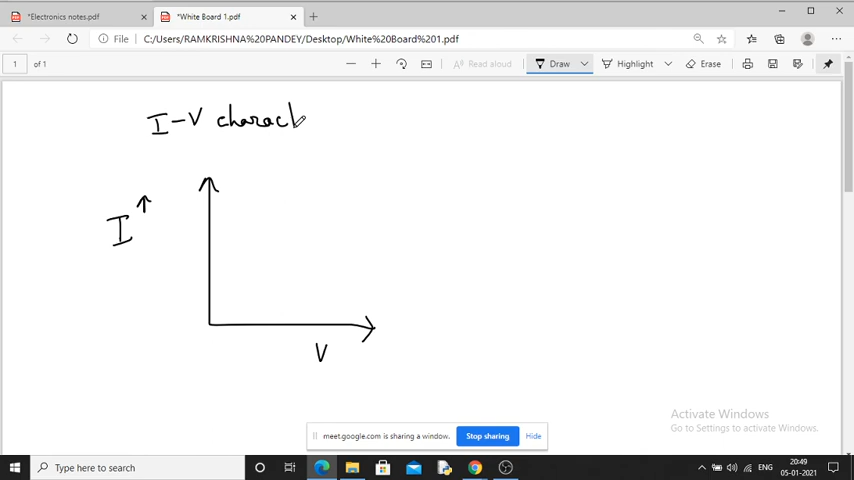 *Electronics notes.pdf
*White Board 1.pdf
File
C:/Users/RAMKRISHNA%20PANDEY/Desktop/White%20Board%201.pdf
1 of 1
Read aloud
Draw
Highlight
Erase
I-V charact
I
V
Activate Windows
Go to Settings to activate Windows.
meet.google.com is sharing a window.
Stop sharing
Hide
Type here to search
ENG
20:49
05-01-2021